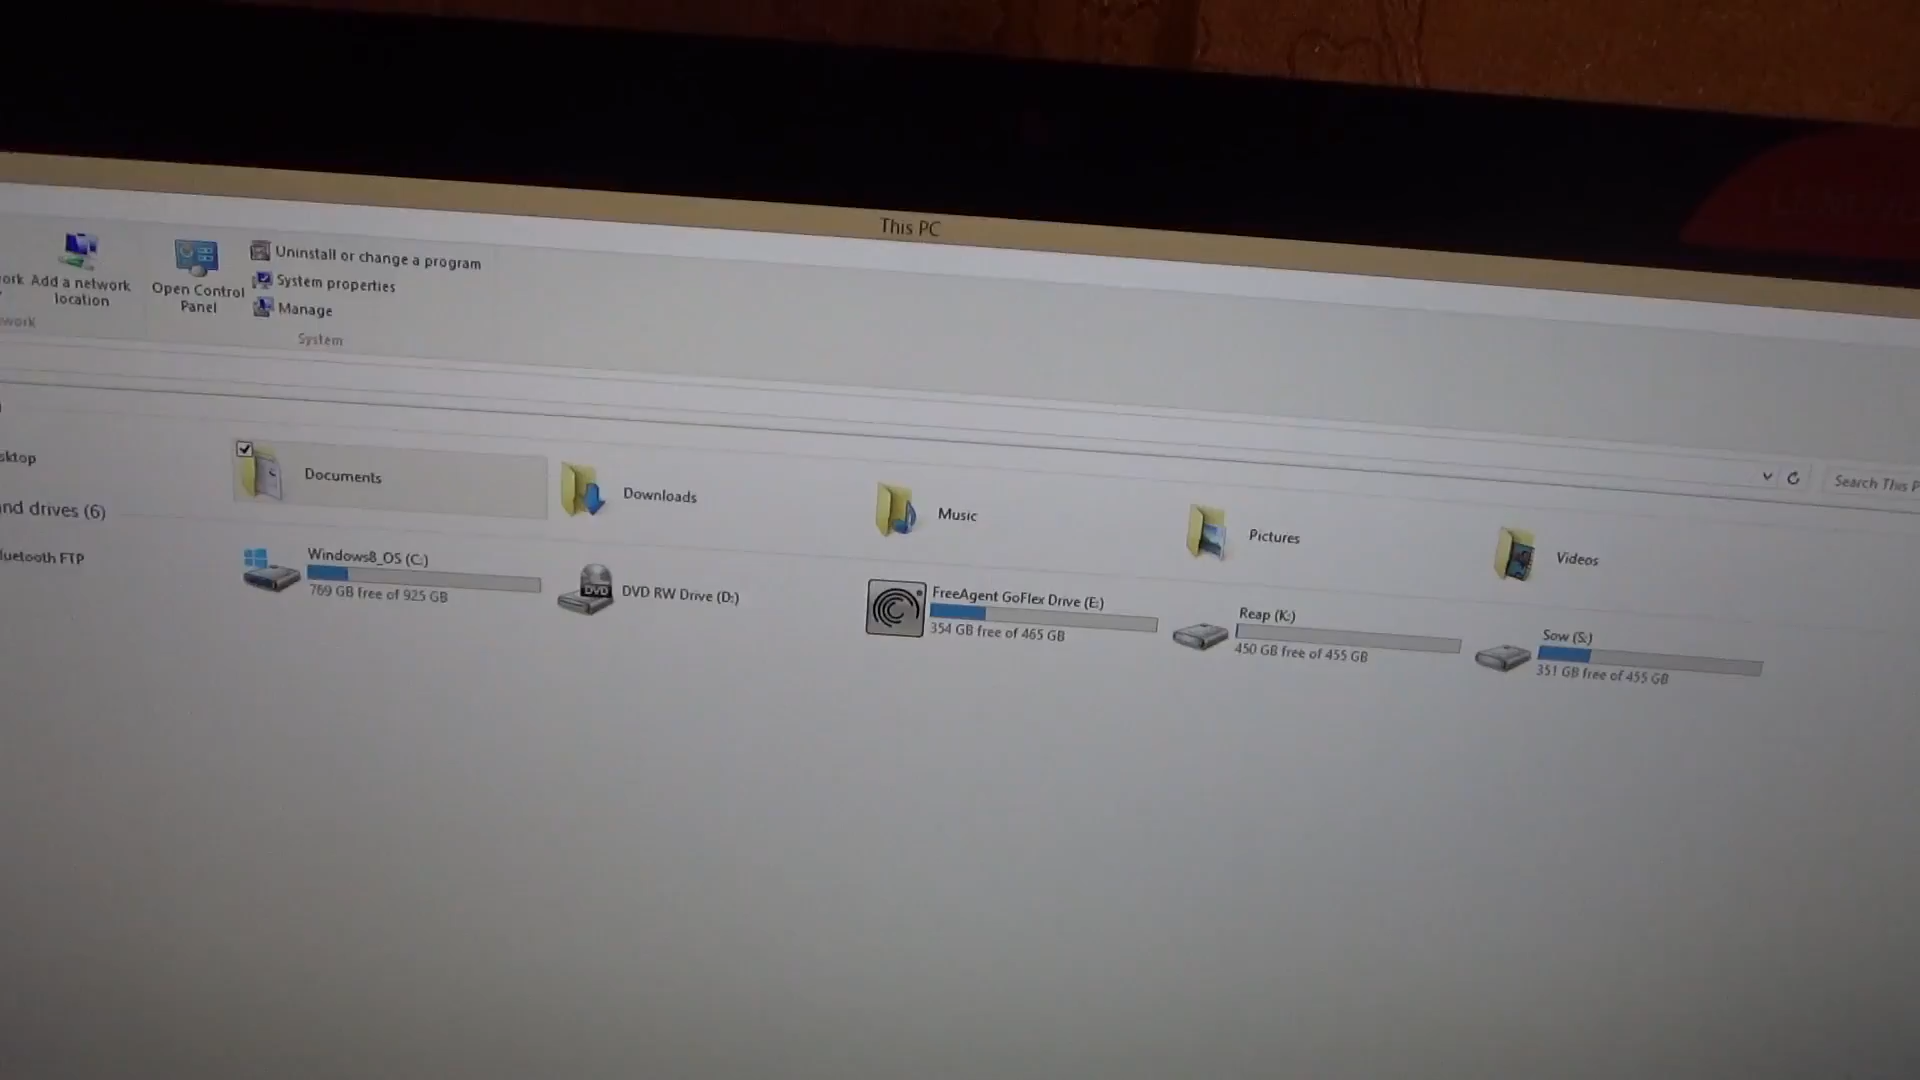 This PC
ork Add a network
location
work
Open Control
Panel
Uninstall or change a program
System properties
Manage
System
Search This P
sktop
Documents
Downloads
Music
Pictures
Videos
nd drives (6)
luetooth FTP
Windows8_OS (C:)
769 GB free of 925 GB
DVD
DVD RW Drive (D:)
FreeAgent GoFlex Drive (E:)
354 GB free of 465 GB
Reap (K:)
450 GB free of 455 GB
Sow (S:)
351 GB free of 455 GB